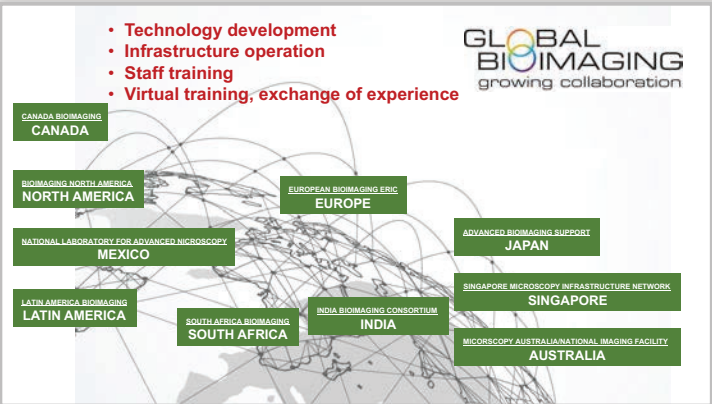 • Technology development
• Infrastructure operation
• Staff training
• Virtual training, exchange of experience
GLOBAL
BIOIMAGING
growing collaboration
CANADA BIOIMAGING
CANADA
BIOIMAGING NORTH AMERICA
NORTH AMERICA
EUROPEAN BIOIMAGING ERIC
EUROPE
NATIONAL LABORATORY FOR ADVANCED NICROSCOPY
MEXICO
ADVANCED BIOIMAGING SUPPORT
JAPAN
SINGAPORE MICROSCOPY INFRASTRUCTURE NETWORK
SINGAPORE
LATIN AMERICA BIOIMAGING
LATIN AMERICA
SOUTH AFRICA BIOIMAGING
SOUTH AFRICA
INDIA BIOIMAGING CONSORTIUM
INDIA
MICORSCOPY AUSTRALIA/NATIONAL IMAGING FACILITY
AUSTRALIA